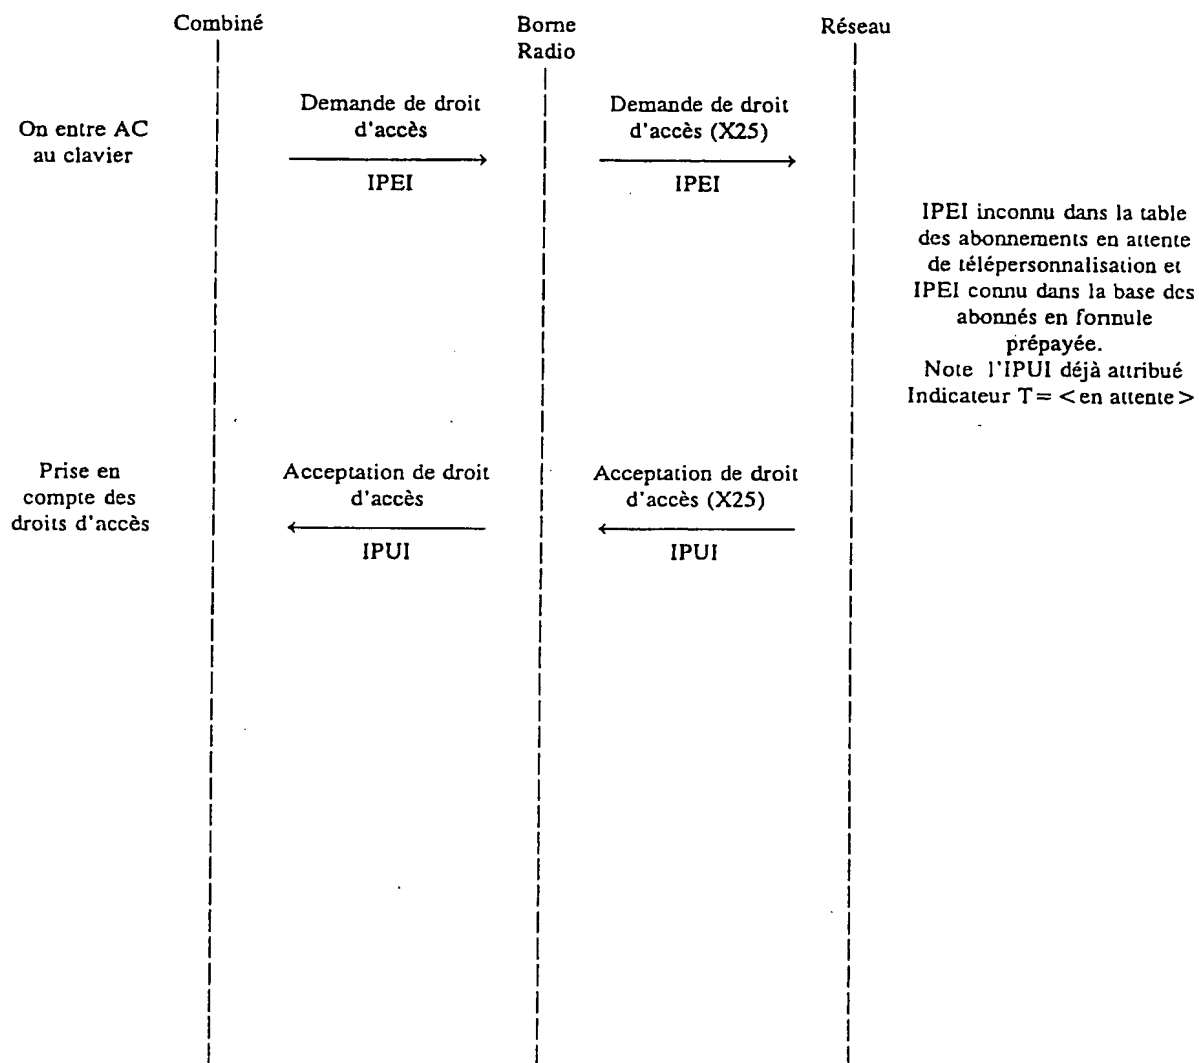 Combiné
Borne
Radio
Réseau
On entre AC
au clavier
Demande de droit
d'accès
IPEI
Demande de droit
d'accès (X25)
IPEI
IPEI inconnu dans la table
des abonnements en attente
de télépersonnalisation et
IPEI connu dans la base des
abonnés en formule
prépayée.
Note l'IPUI déjà attribué
Indicateur T= <en attente>
Prise en
compte des
droits d'accès
Acceptation de droit
d'accès
IPUI
Acceptation de droit
d'accès (X25)
IPUI